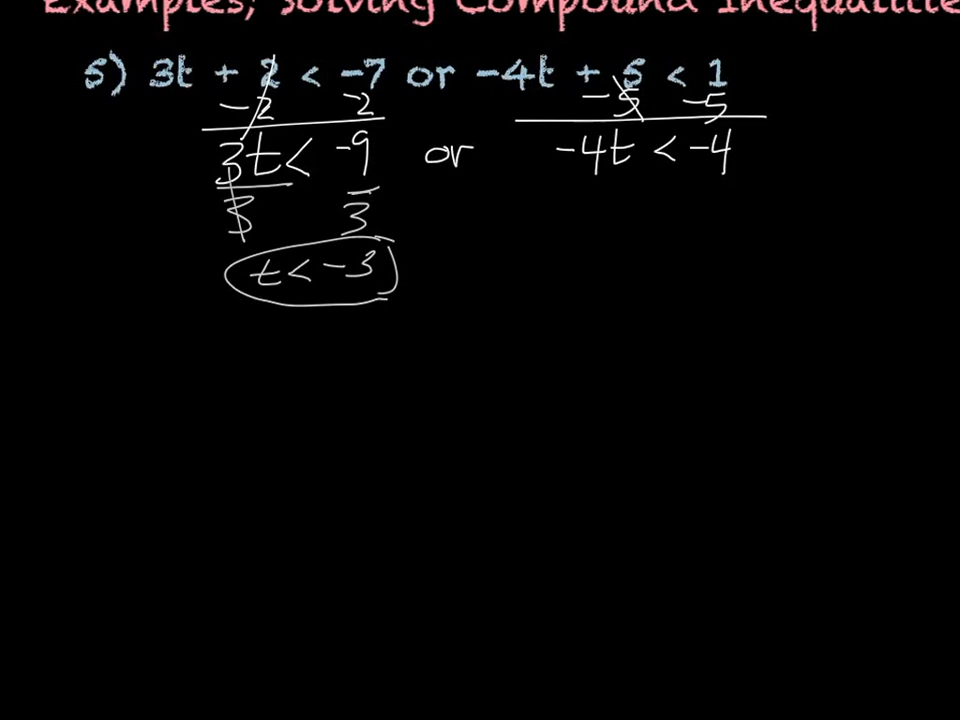 Examples, Solving Compound Inequalitie
5) 3t + 2 < -7 or -4t + 5 < 1
-2 -2 -5 -5
3t < -9 or -4t < -4
3 3
t < -3